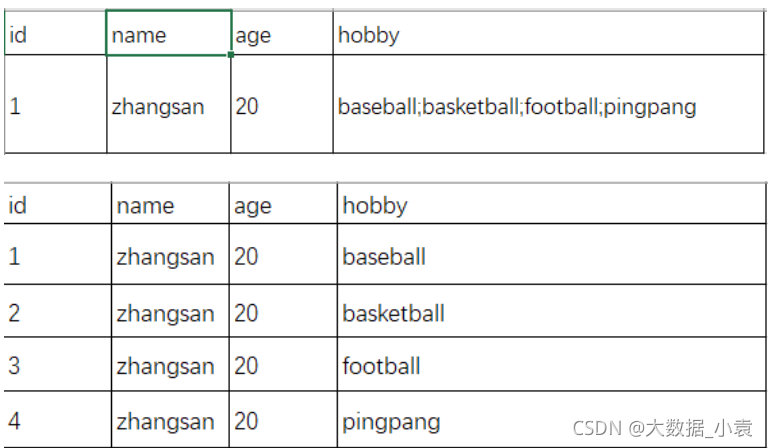 id name age hobby
1 zhangsan 20 baseball;basketball;football;pingpang
id name age hobby
1 zhangsan 20 baseball
2 zhangsan 20 basketball
3 zhangsan 20 football
4 zhangsan 20 pingpang
CSDN @大数据_小袁